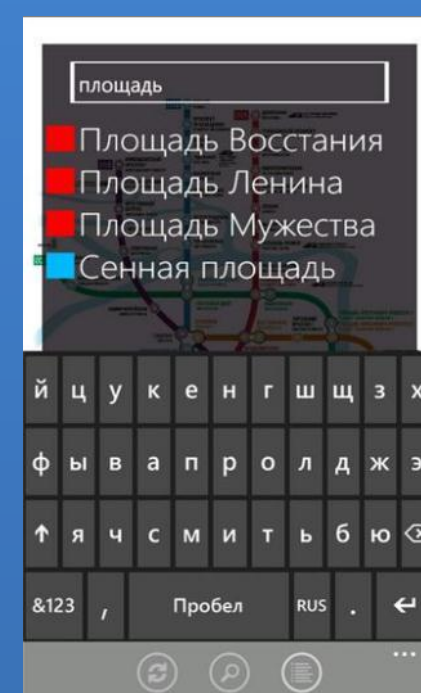 площадь
Площадь Восстания
Площадь Ленина
Площадь Мужества
Сенная площадь
й ц у к е н г ш щ з х
ф ы в а п р о л д ж э
я ч с м и т ь б ю
&123 , Пробел RUS .